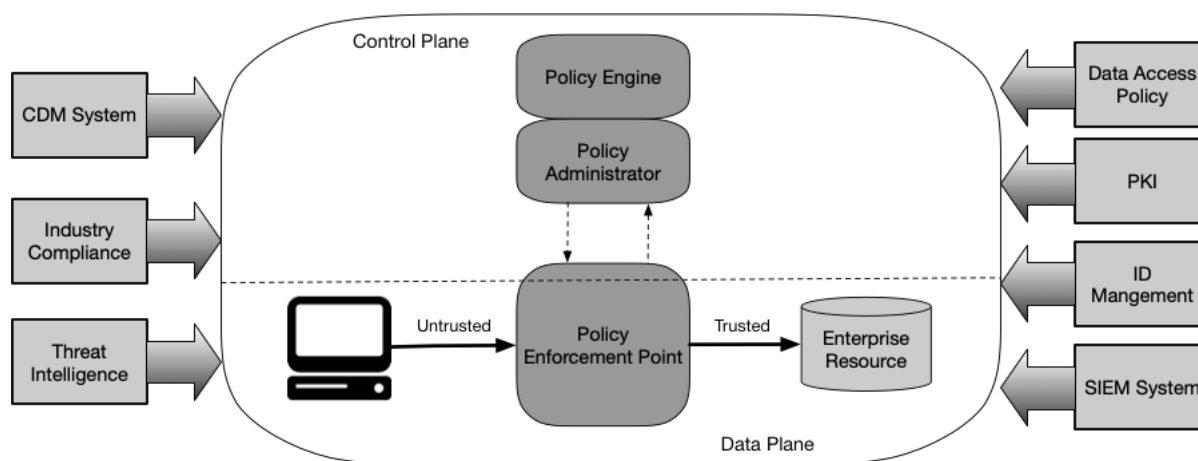 Control Plane
Policy Engine
Policy
Administrator
CDM System
Industry
Compliance
Threat
Intelligence
Data Access
Policy
PKI
ID
Mangement
SIEM System
Untrusted
Policy
Enforcement Point
Trusted
Enterprise
Resource
Data Plane